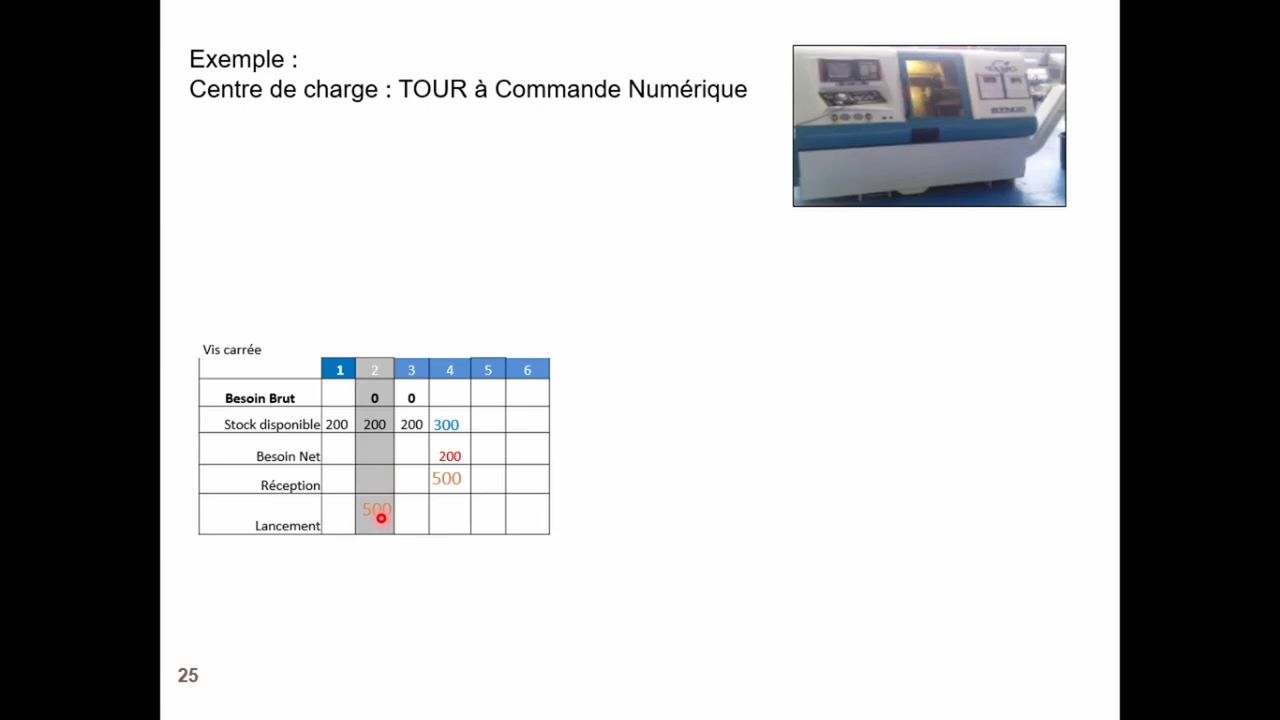 Exemple :
Centre de charge : TOUR à Commande Numérique
Vis carrée
1 2 3 4 5 6
Besoin Brut 0 0
Stock disponible 200 200 200 300
Besoin Net 200
Réception 500
Lancement 500
25